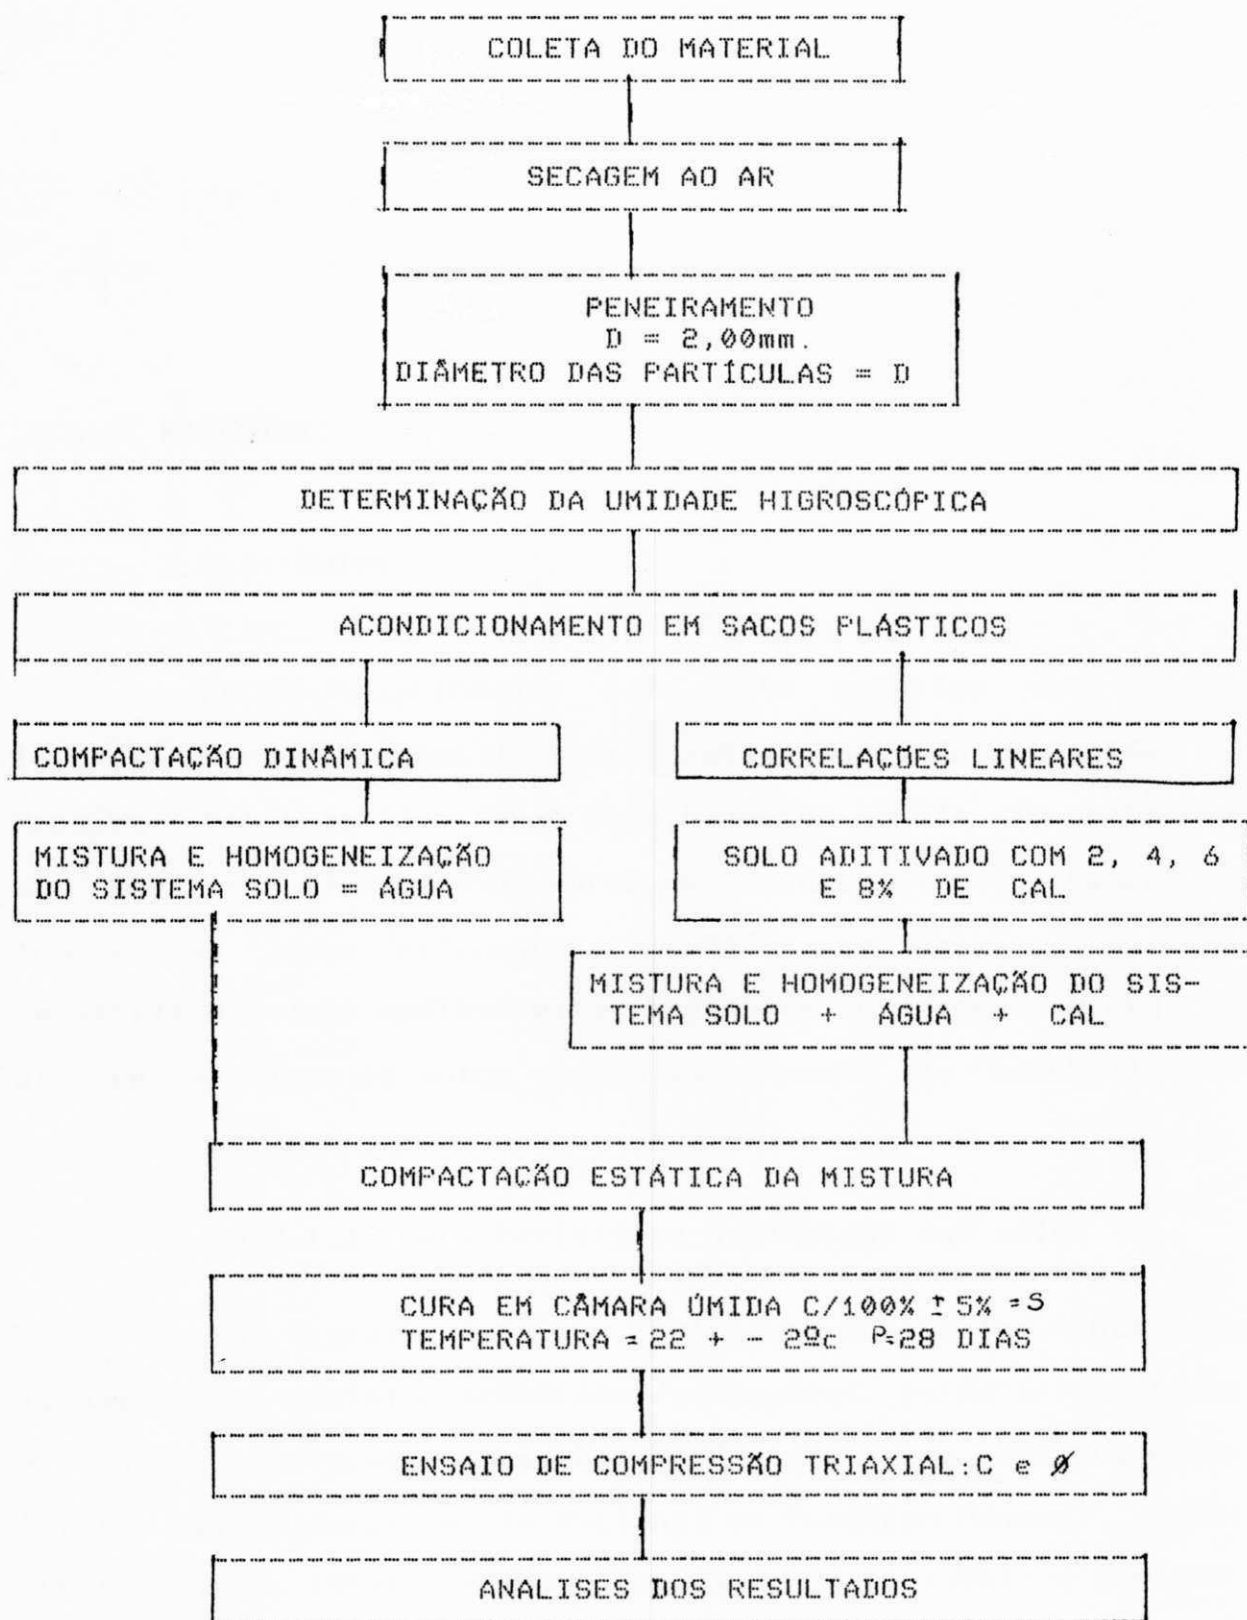 COLETA DO MATERIAL
SECAGEM AO AR
PENEIRAMENTO
D = 2,00mm.
DIÂMETRO DAS PARTÍCULAS = D
DETERMINAÇÃO DA UMIDADE HIGROSCÓPICA
ACONDICIONAMENTO EM SACOS PLÁSTICOS
COMPACTAÇÃO DINÂMICA
CORRELAÇÕES LINEARES
MISTURA E HOMOGENEIZAÇÃO
DO SISTEMA SOLO = ÁGUA
SOLO ADITIVADO COM 2, 4, 6
E 8% DE CAL
MISTURA E HOMOGENEIZAÇÃO DO SIS-
TEMA SOLO + ÁGUA + CAL
COMPACTAÇÃO ESTÁTICA DA MISTURA
CURA EM CÂMARA ÚMIDA C/100% ± 5% = S
TEMPERATURA = 22 + - 2ºc P=28 DIAS
ENSAIO DE COMPRESSÃO TRIAXIAL:C e Ø
ANALISES DOS RESULTADOS